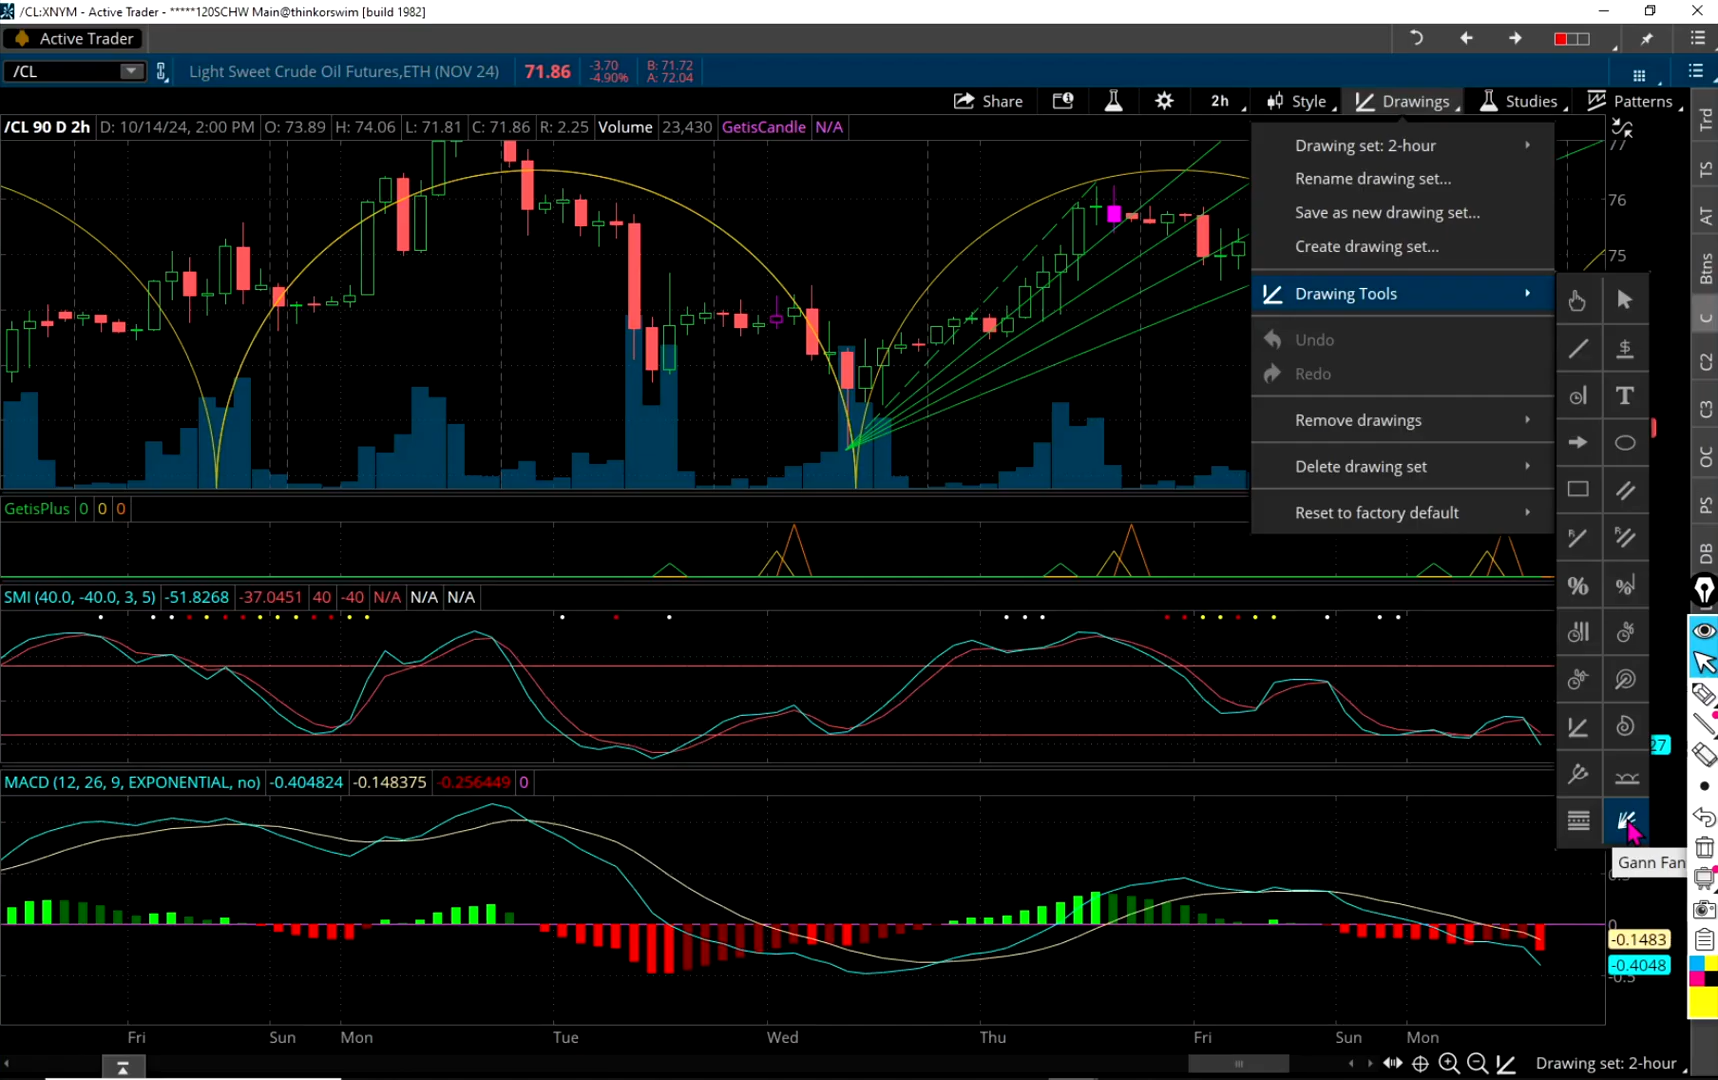 /CL:XNYM - Active Trader - *****120SCHW Main@thinkorswim [build 1982]
Active Trader
/CL Light Sweet Crude Oil Futures,ETH (NOV 24) 71.86 -3.70 -4.90% B: 71.72 A: 72.04
Share 2h Style Drawings Studies Patterns
/CL 90 D 2h D: 10/14/24, 2:00 PM O: 73.89 H: 74.06 L: 71.81 C: 71.86 R: 2.25 Volume 23,430 GetisCandle N/A
77
76
75
Drawing set: 2-hour
Rename drawing set...
Save as new drawing set...
Create drawing set...
Drawing Tools
Undo
Redo
Remove drawings
Delete drawing set
Reset to factory default
Trd
TS
AT
Btns
C
C2
C3
OC
PS
DB
GetisPlus 0 0 0
SMI (40.0, -40.0, 3, 5) -51.8268 -37.0451 40 -40 N/A N/A N/A
27
MACD (12, 26, 9, EXPONENTIAL, no) -0.404824 -0.148375 -0.256449 0
Gann Fan
0
-0.1483
-0.4048
-0.5
Fri Sun Mon Tue Wed Thu Fri Sun Mon
Drawing set: 2-hour